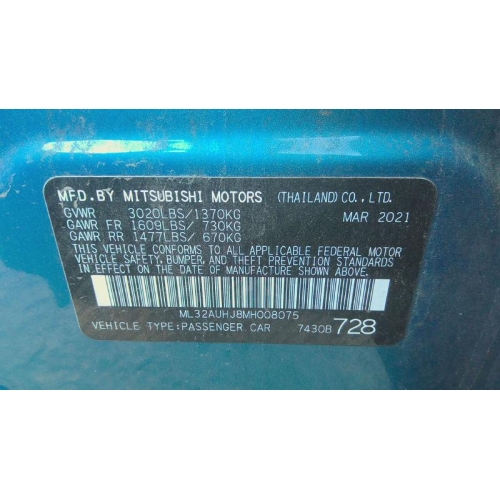 MFD.BY MITSUBISHI MOTORS (THAILAND) CO., LTD.
GVWR 3020LBS/1370KG MAR 2021
GAWR FR 1609LBS/ 730KG
GAWR RR 1477LBS/ 670KG
THIS VEHICLE CONFORMS TO ALL APPLICABLE FEDERAL MOTOR
VEHICLE SAFETY, BUMPER, AND THEFT PREVENTION STANDARDS
IN EFFECT ON THE DATE OF MANUFACTURE SHOWN ABOVE.
ML32AUHJ8MH008075
VEHICLE TYPE:PASSENGER CAR 7430B 728